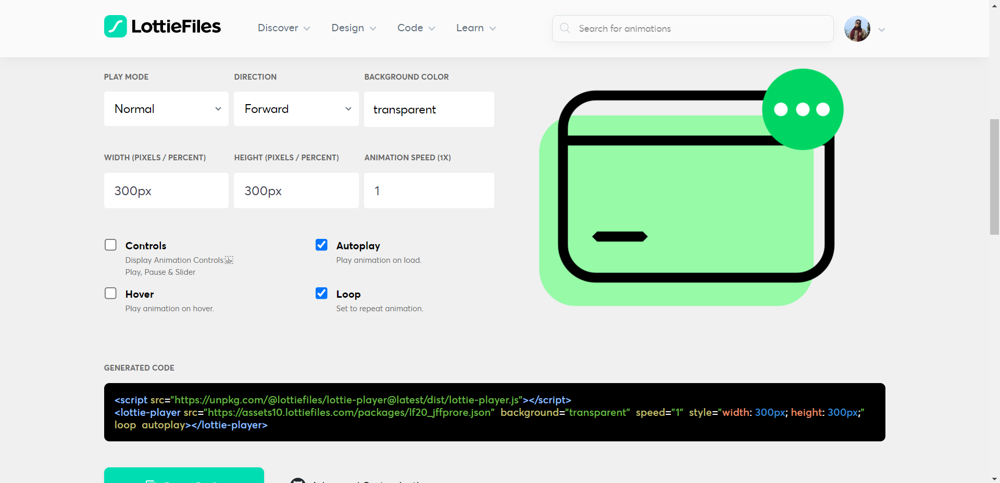 LottieFiles
Discover Design Code Learn
Search for animations
PLAY MODE DIRECTION BACKGROUND COLOR
Normal Forward transparent
WIDTH (PIXELS / PERCENT) HEIGHT (PIXELS / PERCENT) ANIMATION SPEED (1X)
300px 300px 1
Controls
Display Animation Controls:
Play, Pause & Slider
Autoplay
Play animation on load.
Hover
Play animation on hover.
Loop
Set to repeat animation.
GENERATED CODE
<script src="https://unpkg.com/@lottiefiles/lottie-player@latest/dist/lottie-player.js"></script>
<lottie-player src="https://assets10.lottiefiles.com/packages/lf20_jffprore.json"  background="transparent"  speed="1"  style="width: 300px; height: 300px;"
loop  autoplay></lottie-player>